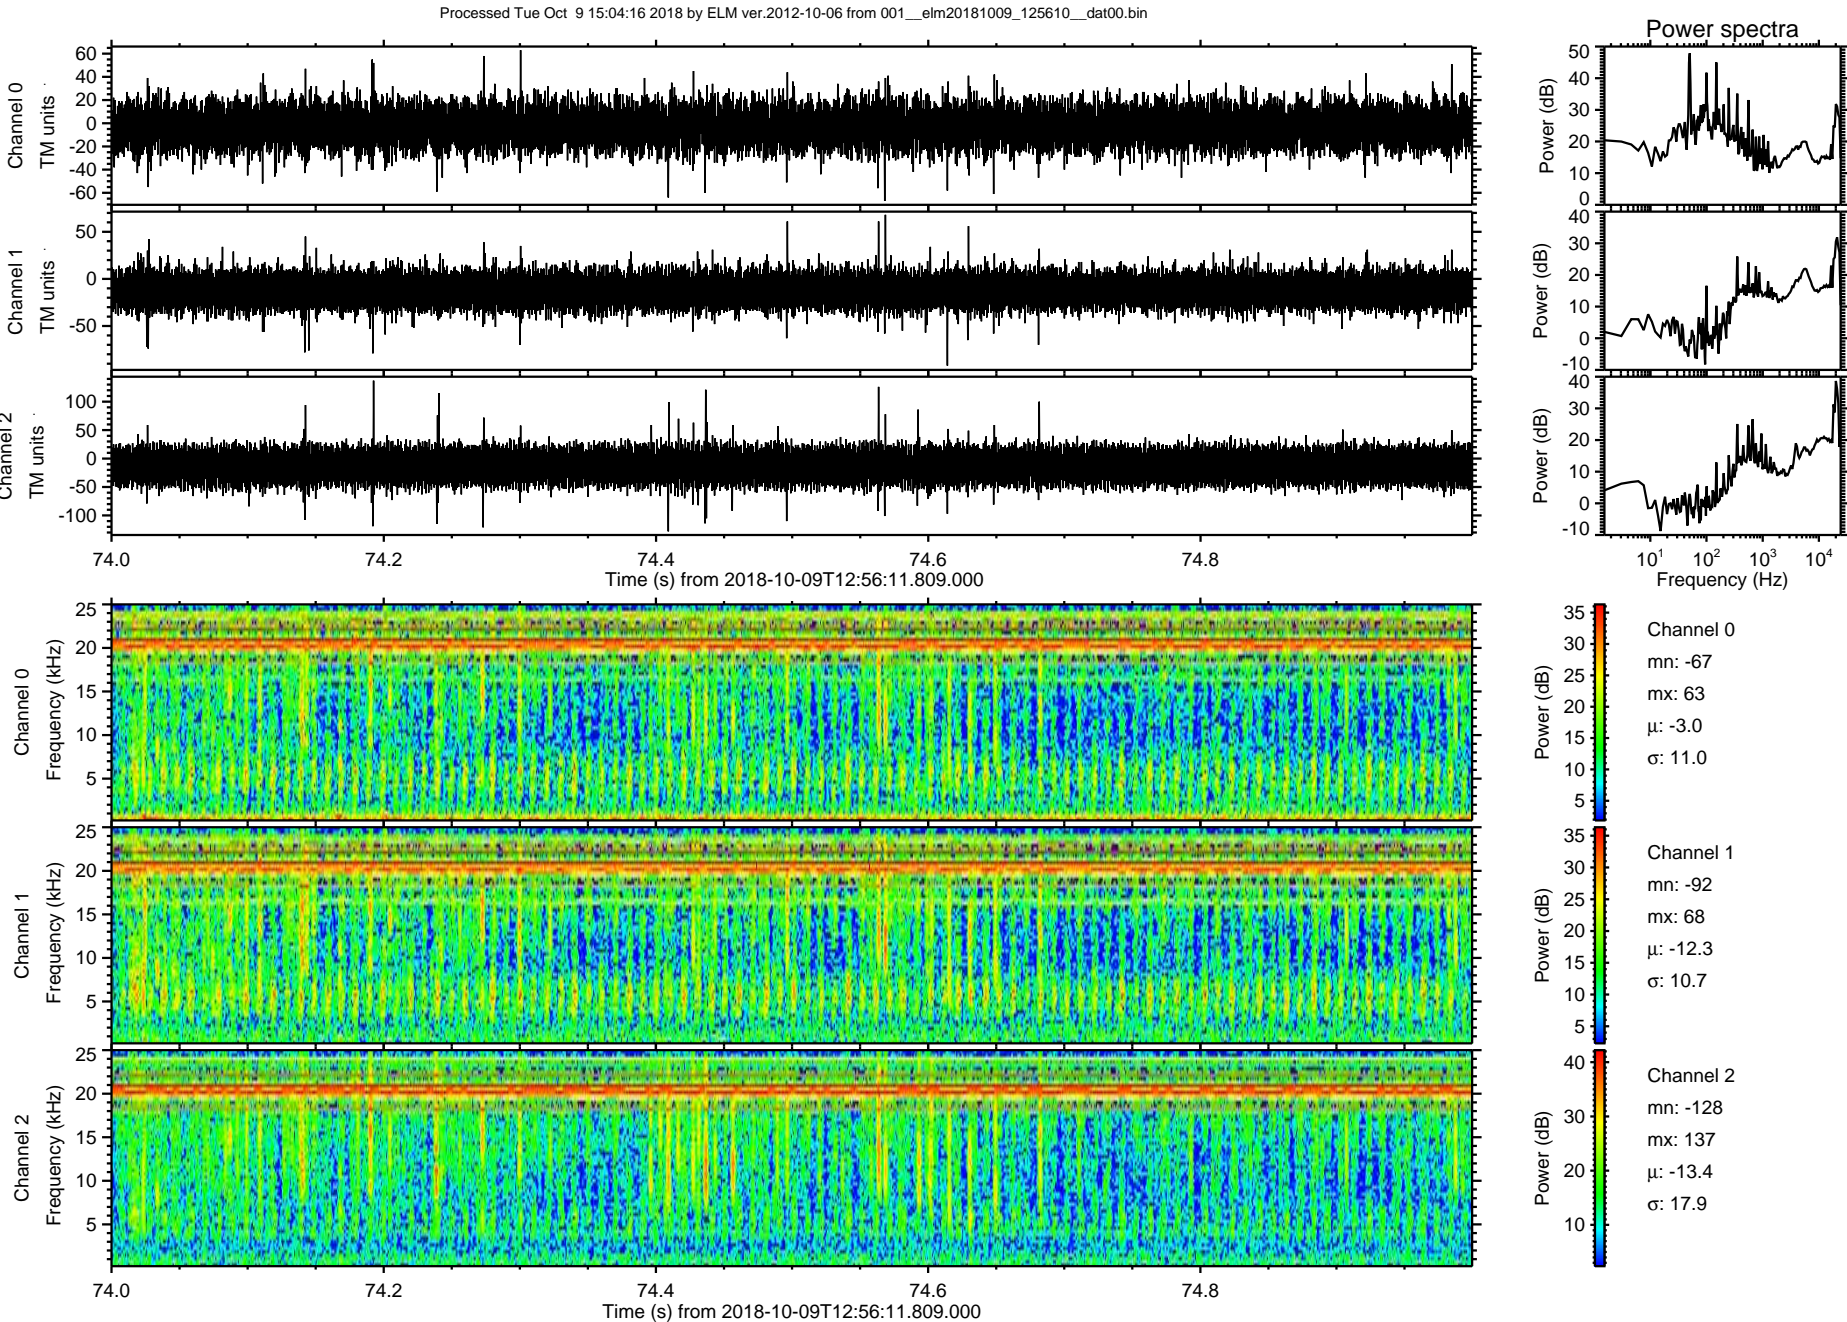 Processed Tue Oct  9 15:04:16 2018 by ELM ver.2012-10-06 from 001__elm20181009_125610__dat00.bin
Power spectra
Channel 0
TM units
60
40
20
0
-20
-40
-60
Power (dB)
50
40
30
20
10
0
Channel 1
TM units
50
0
-50
Power (dB)
40
30
20
10
0
-10
Channel 2
TM units
100
50
0
-50
-100
Power (dB)
40
30
20
10
0
-10
74.0 74.2 74.4 74.6 74.8
Time (s) from 2018-10-09T12:56:11.809.000
10^1 10^2 10^3 10^4
Frequency (Hz)
Channel 0
Frequency (kHz)
25
20
15
10
5
Power (dB)
35
30
25
20
15
10
5
Channel 0
mn: -67
mx: 63
μ: -3.0
σ: 11.0
Channel 1
Frequency (kHz)
25
20
15
10
5
Power (dB)
35
30
25
20
15
10
5
Channel 1
mn: -92
mx: 68
μ: -12.3
σ: 10.7
Channel 2
Frequency (kHz)
25
20
15
10
5
Power (dB)
40
30
20
10
Channel 2
mn: -128
mx: 137
μ: -13.4
σ: 17.9
74.0 74.2 74.4 74.6 74.8
Time (s) from 2018-10-09T12:56:11.809.000